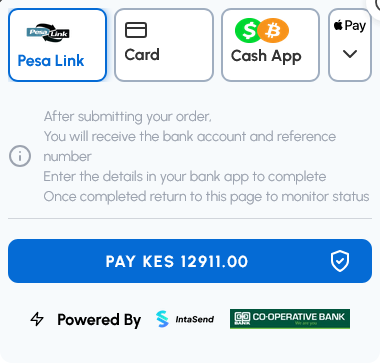 PesaLink
Pesa Link
Card
Cash App
Pay
After submitting your order,
You will receive the bank account and reference
number
Enter the details in your bank app to complete
Once completed return to this page to monitor status
PAY KES 12911.00
Powered By
IntaSend
CO-OPERATIVE BANK
We are you